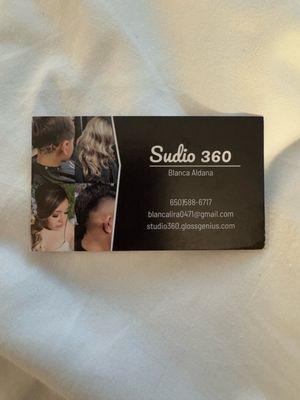 Sudio 360
Blanca Aldana
650)588-6717
blancalira0471@gmail.com
studio360.glossgenius.com